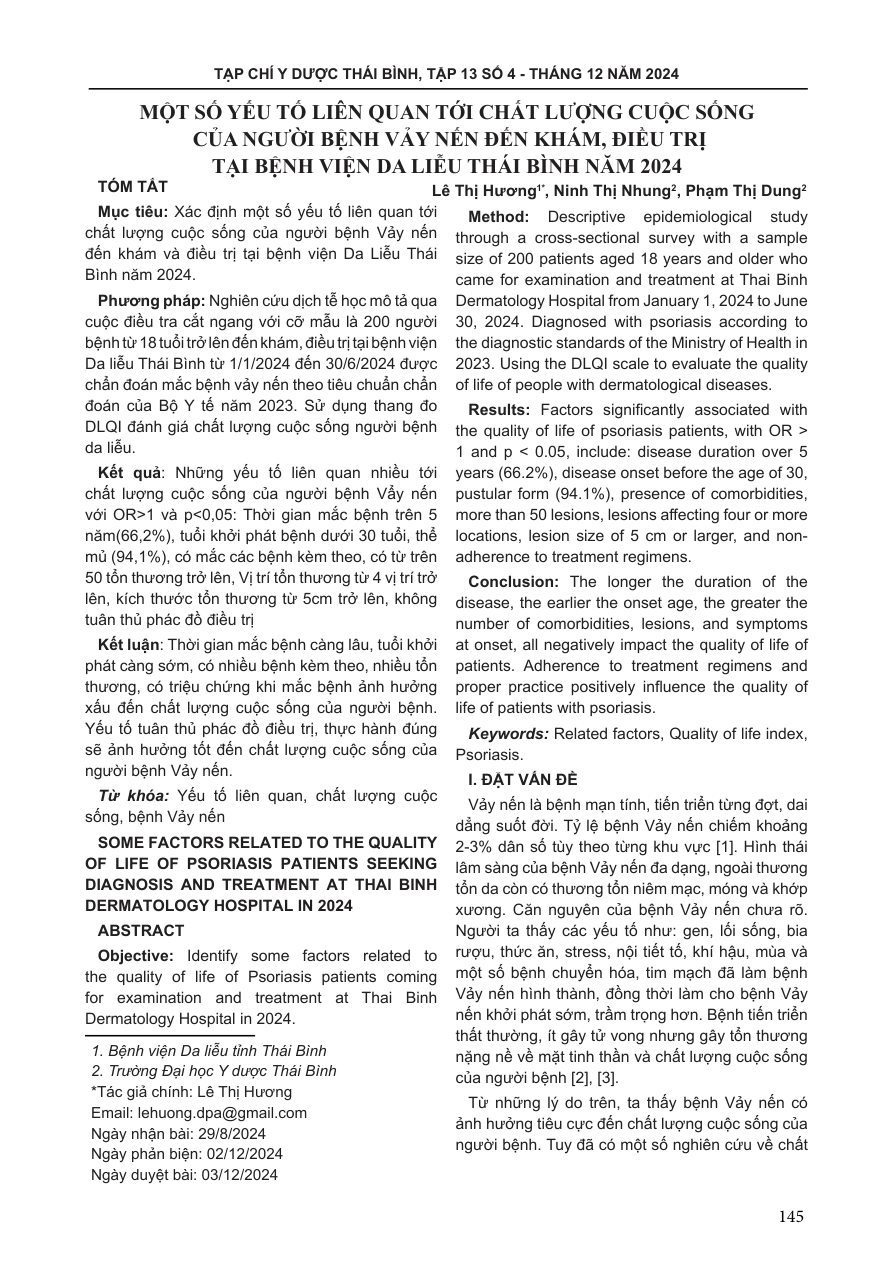 TẠP CHÍ Y DƯỢC THÁI BÌNH, TẬP 13 SỐ 4 - THÁNG 12 NĂM 2024
MỘT SỐ YẾU TỐ LIÊN QUAN TỚI CHẤT LƯỢNG CUỘC SỐNG
CỦA NGƯỜI BỆNH VẢY NẾN ĐẾN KHÁM, ĐIỀU TRỊ
TẠI BỆNH VIỆN DA LIỄU THÁI BÌNH NĂM 2024
Lê Thị Hương¹*, Ninh Thị Nhung², Phạm Thị Dung²
TÓM TẮT
Mục tiêu: Xác định một số yếu tố liên quan tới
chất lượng cuộc sống của người bệnh Vảy nến
đến khám và điều trị tại bệnh viện Da Liễu Thái
Bình năm 2024.
Phương pháp: Nghiên cứu dịch tễ học mô tả qua
cuộc điều tra cắt ngang với cỡ mẫu là 200 người
bệnh từ 18 tuổi trở lên đến khám, điều trị tại bệnh viện
Da liễu Thái Bình từ 1/1/2024 đến 30/6/2024 được
chẩn đoán mắc bệnh vảy nến theo tiêu chuẩn chẩn
đoán của Bộ Y tế năm 2023. Sử dụng thang đo
DLQI đánh giá chất lượng cuộc sống người bệnh
da liễu.
Kết quả: Những yếu tố liên quan nhiều tới
chất lượng cuộc sống của người bệnh Vẩy nến
với OR>1 và p<0,05: Thời gian mắc bệnh trên 5
năm(66,2%), tuổi khởi phát bệnh dưới 30 tuổi, thể
mủ (94,1%), có mắc các bệnh kèm theo, có từ trên
50 tổn thương trở lên, Vị trí tổn thương từ 4 vị trí trở
lên, kích thước tổn thương từ 5cm trở lên, không
tuân thủ phác đồ điều trị
Kết luận: Thời gian mắc bệnh càng lâu, tuổi khởi
phát càng sớm, có nhiều bệnh kèm theo, nhiều tổn
thương, có triệu chứng khi mắc bệnh ảnh hưởng
xấu đến chất lượng cuộc sống của người bệnh.
Yếu tố tuân thủ phác đồ điều trị, thực hành đúng
sẽ ảnh hưởng tốt đến chất lượng cuộc sống của
người bệnh Vảy nến.
Từ khóa: Yếu tố liên quan, chất lượng cuộc
sống, bệnh Vảy nến
SOME FACTORS RELATED TO THE QUALITY
OF LIFE OF PSORIASIS PATIENTS SEEKING
DIAGNOSIS AND TREATMENT AT THAI BINH
DERMATOLOGY HOSPITAL IN 2024
ABSTRACT
Objective: Identify some factors related to
the quality of life of Psoriasis patients coming
for examination and treatment at Thai Binh
Dermatology Hospital in 2024.
1. Bệnh viện Da liễu tỉnh Thái Bình
2. Trường Đại học Y dược Thái Bình
*Tác giả chính: Lê Thị Hương
Email: lehuong.dpa@gmail.com
Ngày nhận bài: 29/8/2024
Ngày phản biện: 02/12/2024
Ngày duyệt bài: 03/12/2024
Method: Descriptive epidemiological study
through a cross-sectional survey with a sample
size of 200 patients aged 18 years and older who
came for examination and treatment at Thai Binh
Dermatology Hospital from January 1, 2024 to June
30, 2024. Diagnosed with psoriasis according to
the diagnostic standards of the Ministry of Health in
2023. Using the DLQI scale to evaluate the quality
of life of people with dermatological diseases.
Results: Factors significantly associated with
the quality of life of psoriasis patients, with OR >
1 and p < 0.05, include: disease duration over 5
years (66.2%), disease onset before the age of 30,
pustular form (94.1%), presence of comorbidities,
more than 50 lesions, lesions affecting four or more
locations, lesion size of 5 cm or larger, and non-
adherence to treatment regimens.
Conclusion: The longer the duration of the
disease, the earlier the onset age, the greater the
number of comorbidities, lesions, and symptoms
at onset, all negatively impact the quality of life of
patients. Adherence to treatment regimens and
proper practice positively influence the quality of
life of patients with psoriasis.
Keywords: Related factors, Quality of life index,
Psoriasis.
I. ĐẶT VẤN ĐỀ
Vảy nến là bệnh mạn tính, tiến triển từng đợt, dai
dẳng suốt đời. Tỷ lệ bệnh Vảy nến chiếm khoảng
2-3% dân số tùy theo từng khu vực [1]. Hình thái
lâm sàng của bệnh Vảy nến đa dạng, ngoài thương
tổn da còn có thương tổn niêm mạc, móng và khớp
xương. Căn nguyên của bệnh Vảy nến chưa rõ.
Người ta thấy các yếu tố như: gen, lối sống, bia
rượu, thức ăn, stress, nội tiết tố, khí hậu, mùa và
một số bệnh chuyển hóa, tim mạch đã làm bệnh
Vảy nến hình thành, đồng thời làm cho bệnh Vảy
nến khởi phát sớm, trầm trọng hơn. Bệnh tiến triển
thất thường, ít gây tử vong nhưng gây tổn thương
nặng nề về mặt tinh thần và chất lượng cuộc sống
của người bệnh [2], [3].
Từ những lý do trên, ta thấy bệnh Vảy nến có
ảnh hưởng tiêu cực đến chất lượng cuộc sống của
người bệnh. Tuy đã có một số nghiên cứu về chất
145